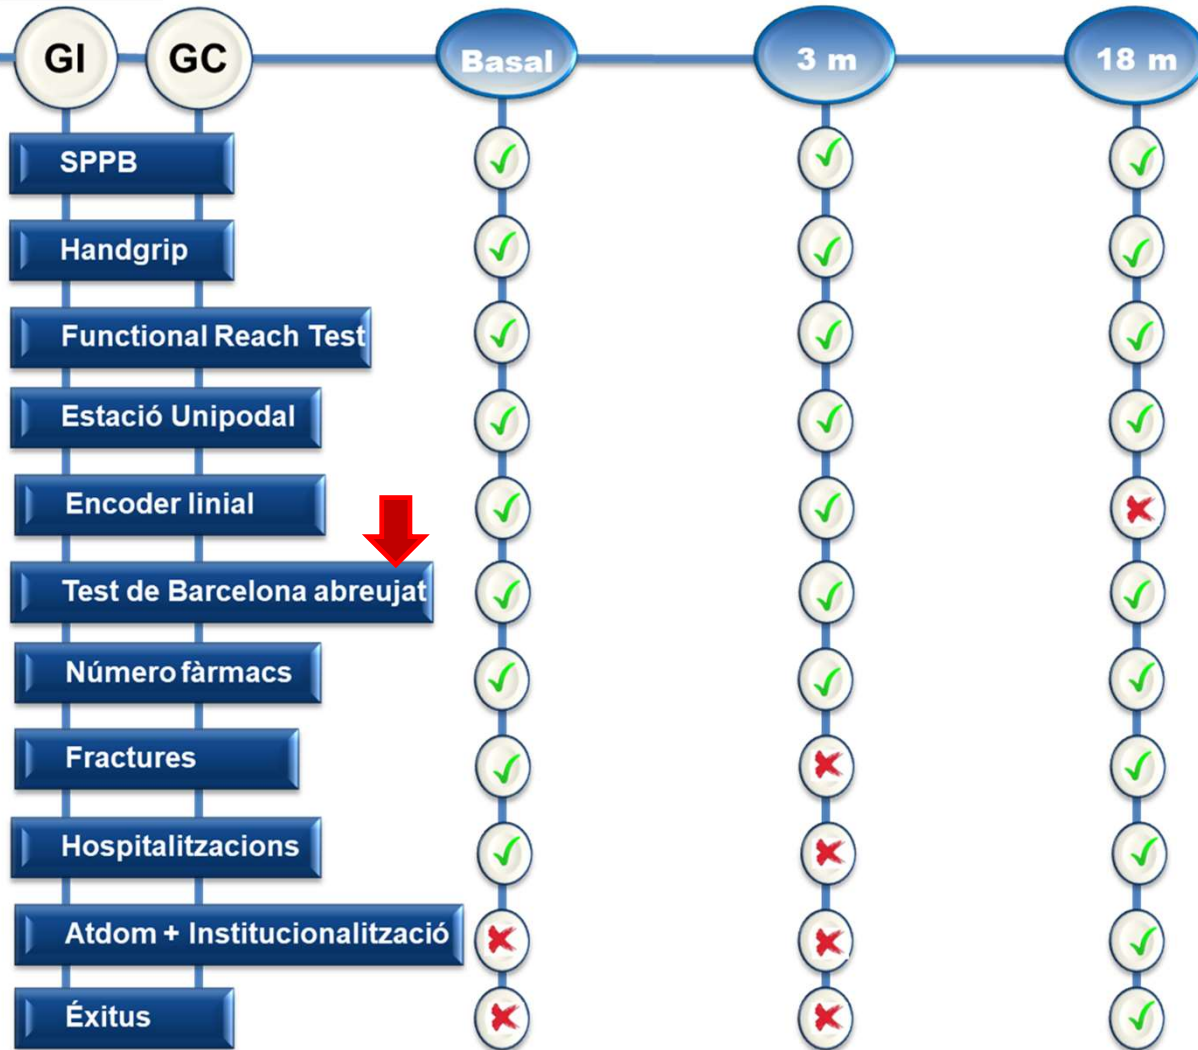 GI GC Basal 3 m 18 m
SPPB
Handgrip
Functional Reach Test
Estació Unipodal
Encoder linial
Test de Barcelona abreujat
Número fàrmacs
Fractures
Hospitalitzacions
Atdom + Institucionalització
Éxitus